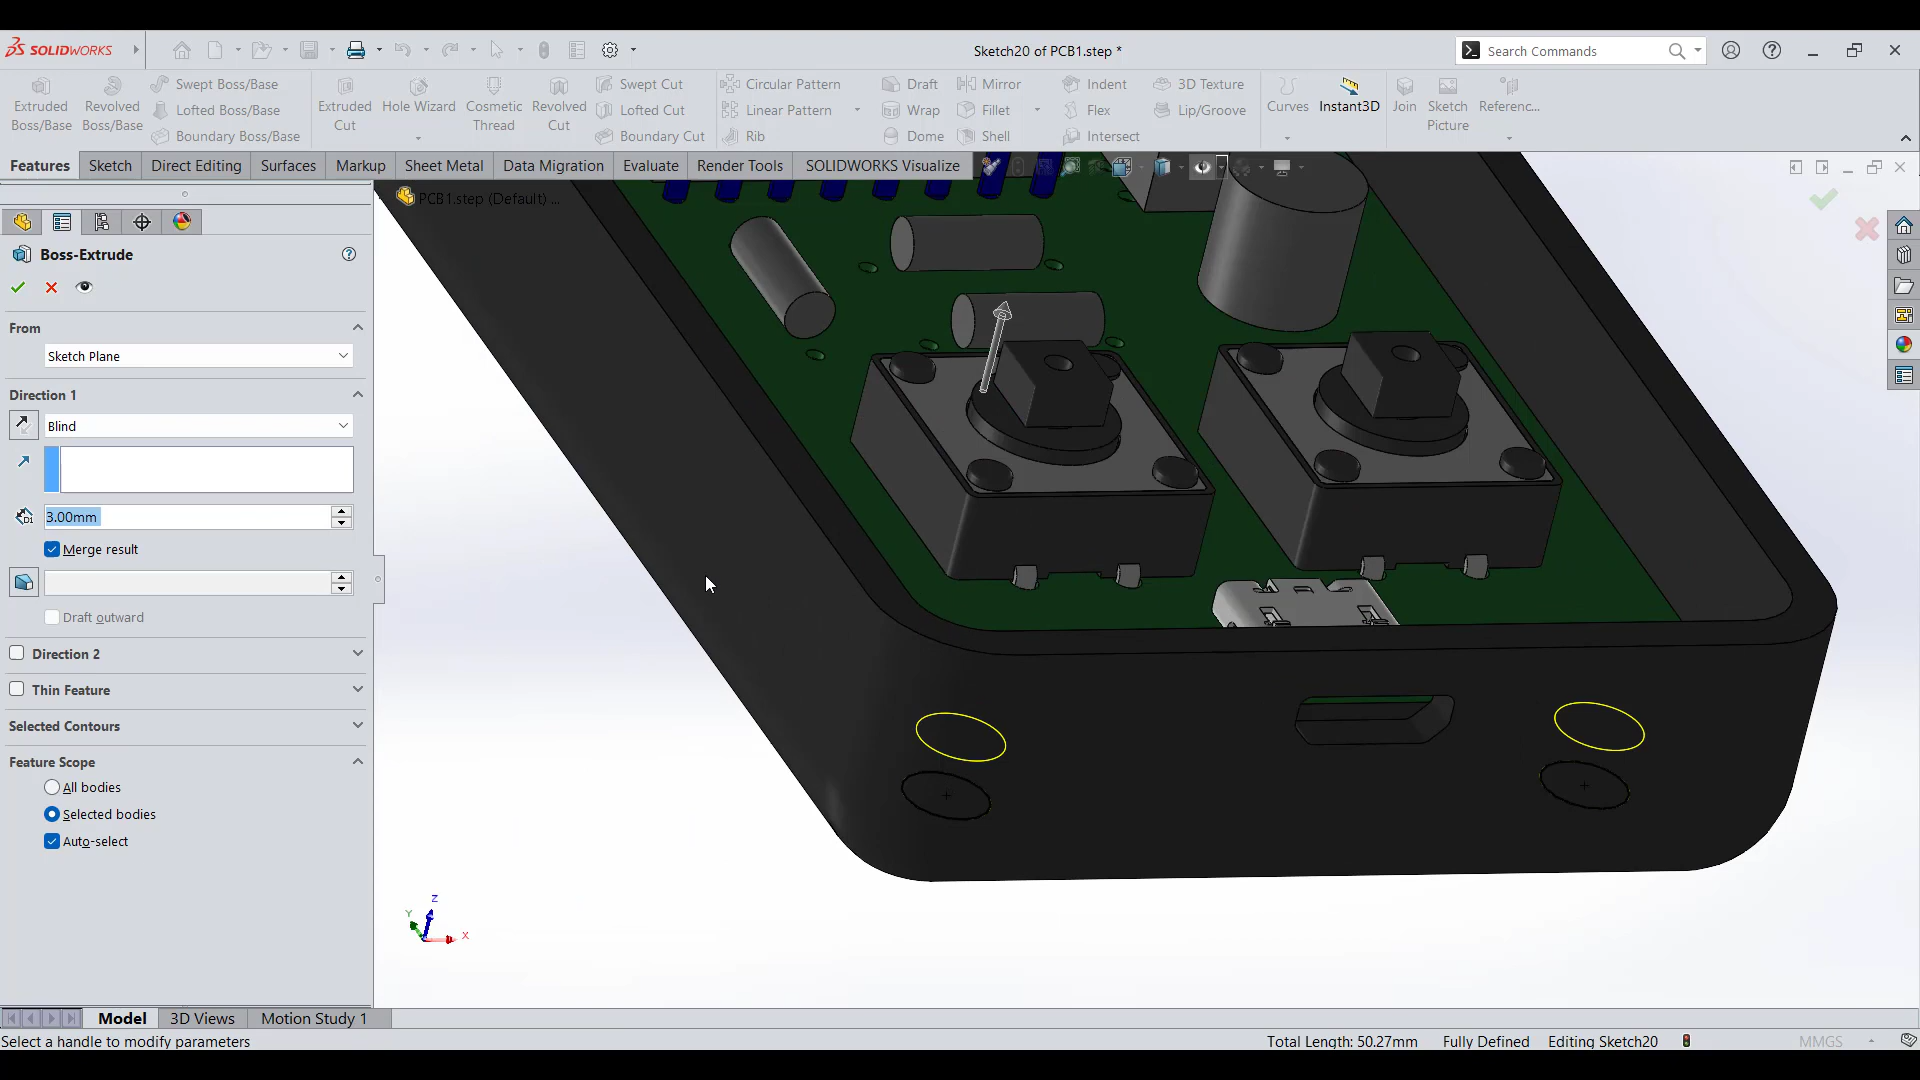 SOLIDWORKS
Sketch20 of PCB1.step *
Search Commands
Extruded Boss/Base
Revolved Boss/Base
Swept Boss/Base
Lofted Boss/Base
Boundary Boss/Base
Extruded Cut
Hole Wizard
Cosmetic Thread
Revolved Cut
Swept Cut
Lofted Cut
Boundary Cut
Circular Pattern
Linear Pattern
Rib
Draft
Wrap
Dome
Mirror
Fillet
Shell
Indent
Flex
Intersect
3D Texture
Lip/Groove
Curves
Instant3D
Join
Sketch Picture
Referenc...
Features
Sketch
Direct Editing
Surfaces
Markup
Sheet Metal
Data Migration
Evaluate
Render Tools
SOLIDWORKS Visualize
PCB1.step (Default) ...
Boss-Extrude
From
Sketch Plane
Direction 1
Blind
3.00mm
Merge result
Draft outward
Direction 2
Thin Feature
Selected Contours
Feature Scope
All bodies
Selected bodies
Auto-select
Z
Y
X
Model
3D Views
Motion Study 1
Select a handle to modify parameters
Total Length: 50.27mm
Fully Defined
Editing Sketch20
MMGS